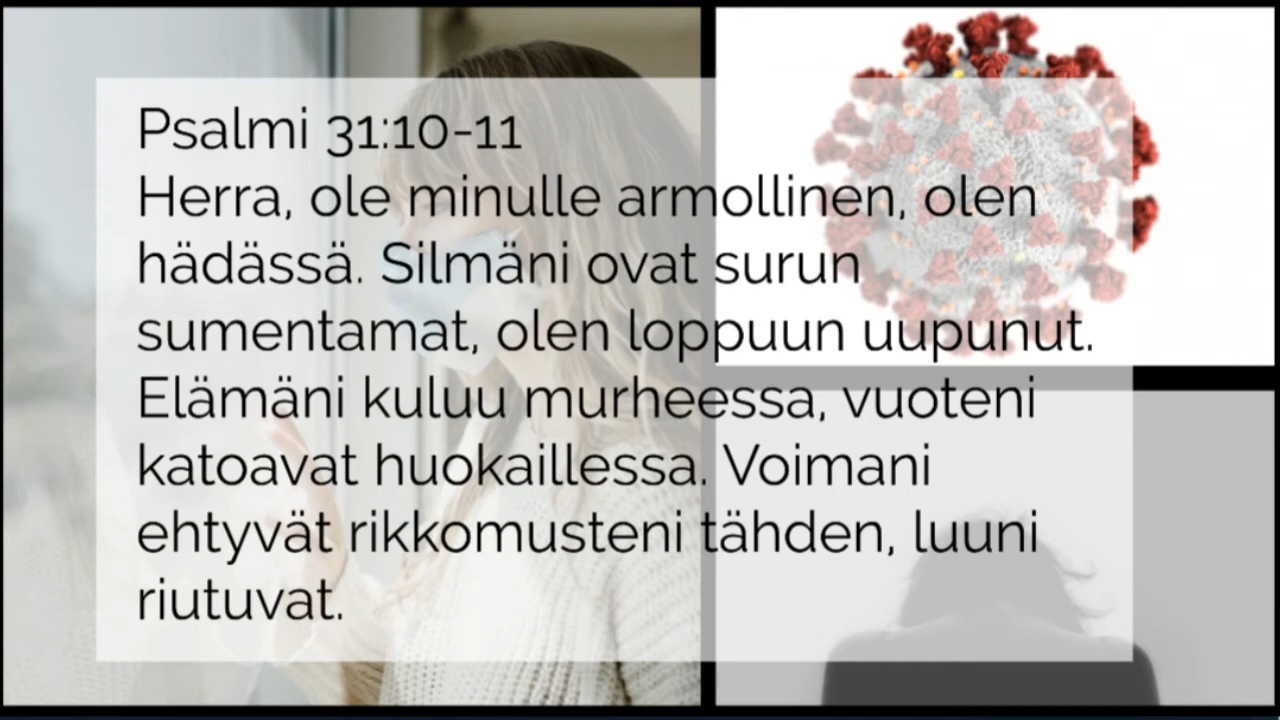 Psalmi 31:10-11
Herra, ole minulle armollinen, olen
hädässä. Silmäni ovat surun
sumentamat, olen loppuun uupunut.
Elämäni kuluu murheessa, vuoteni
katoavat huokaillessa. Voimani
ehtyvät rikkomusteni tähden, luuni
riutuvat.